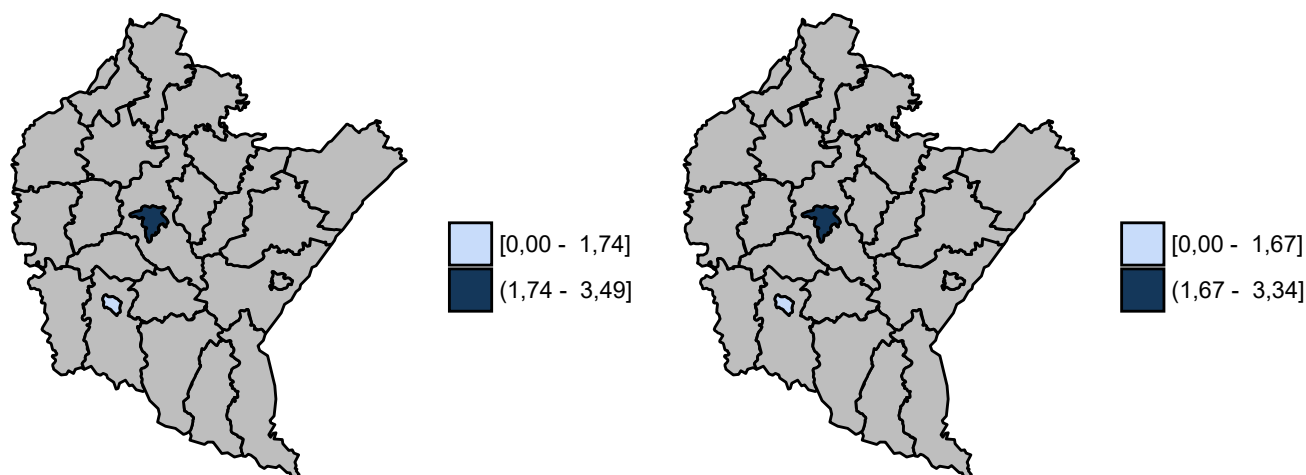 [0,00 - 1,74]
(1,74 - 3,49]
[0,00 - 1,67]
(1,67 - 3,34]